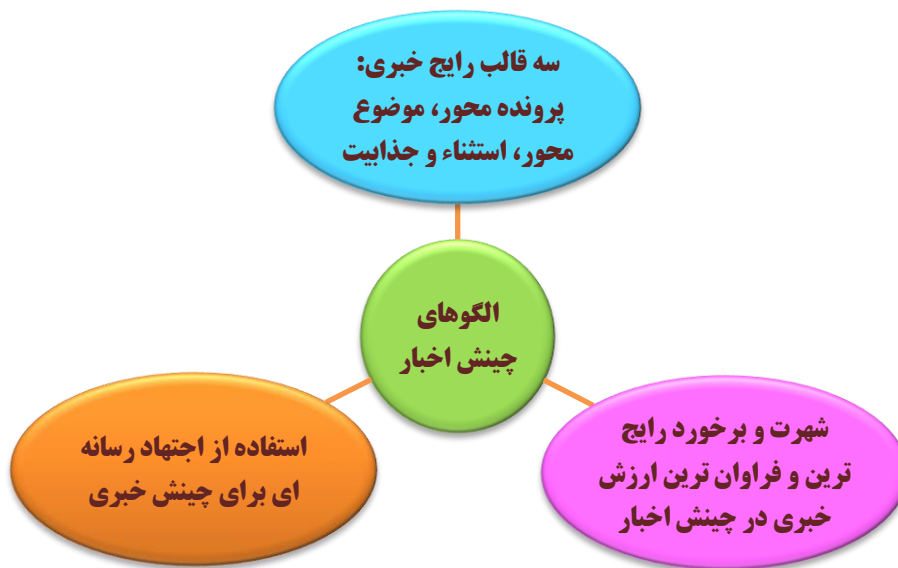 سه قالب رایج خبری:
پرونده محور، موضوع
محور، استثناء و جذابیت
الگوهای
چینش اخبار
شهرت و برخورد رایج
ترین و فراوان ترین ارزش
خبری در چینش اخبار
استفاده از اجتهاد رسانه
ای برای چینش خبری